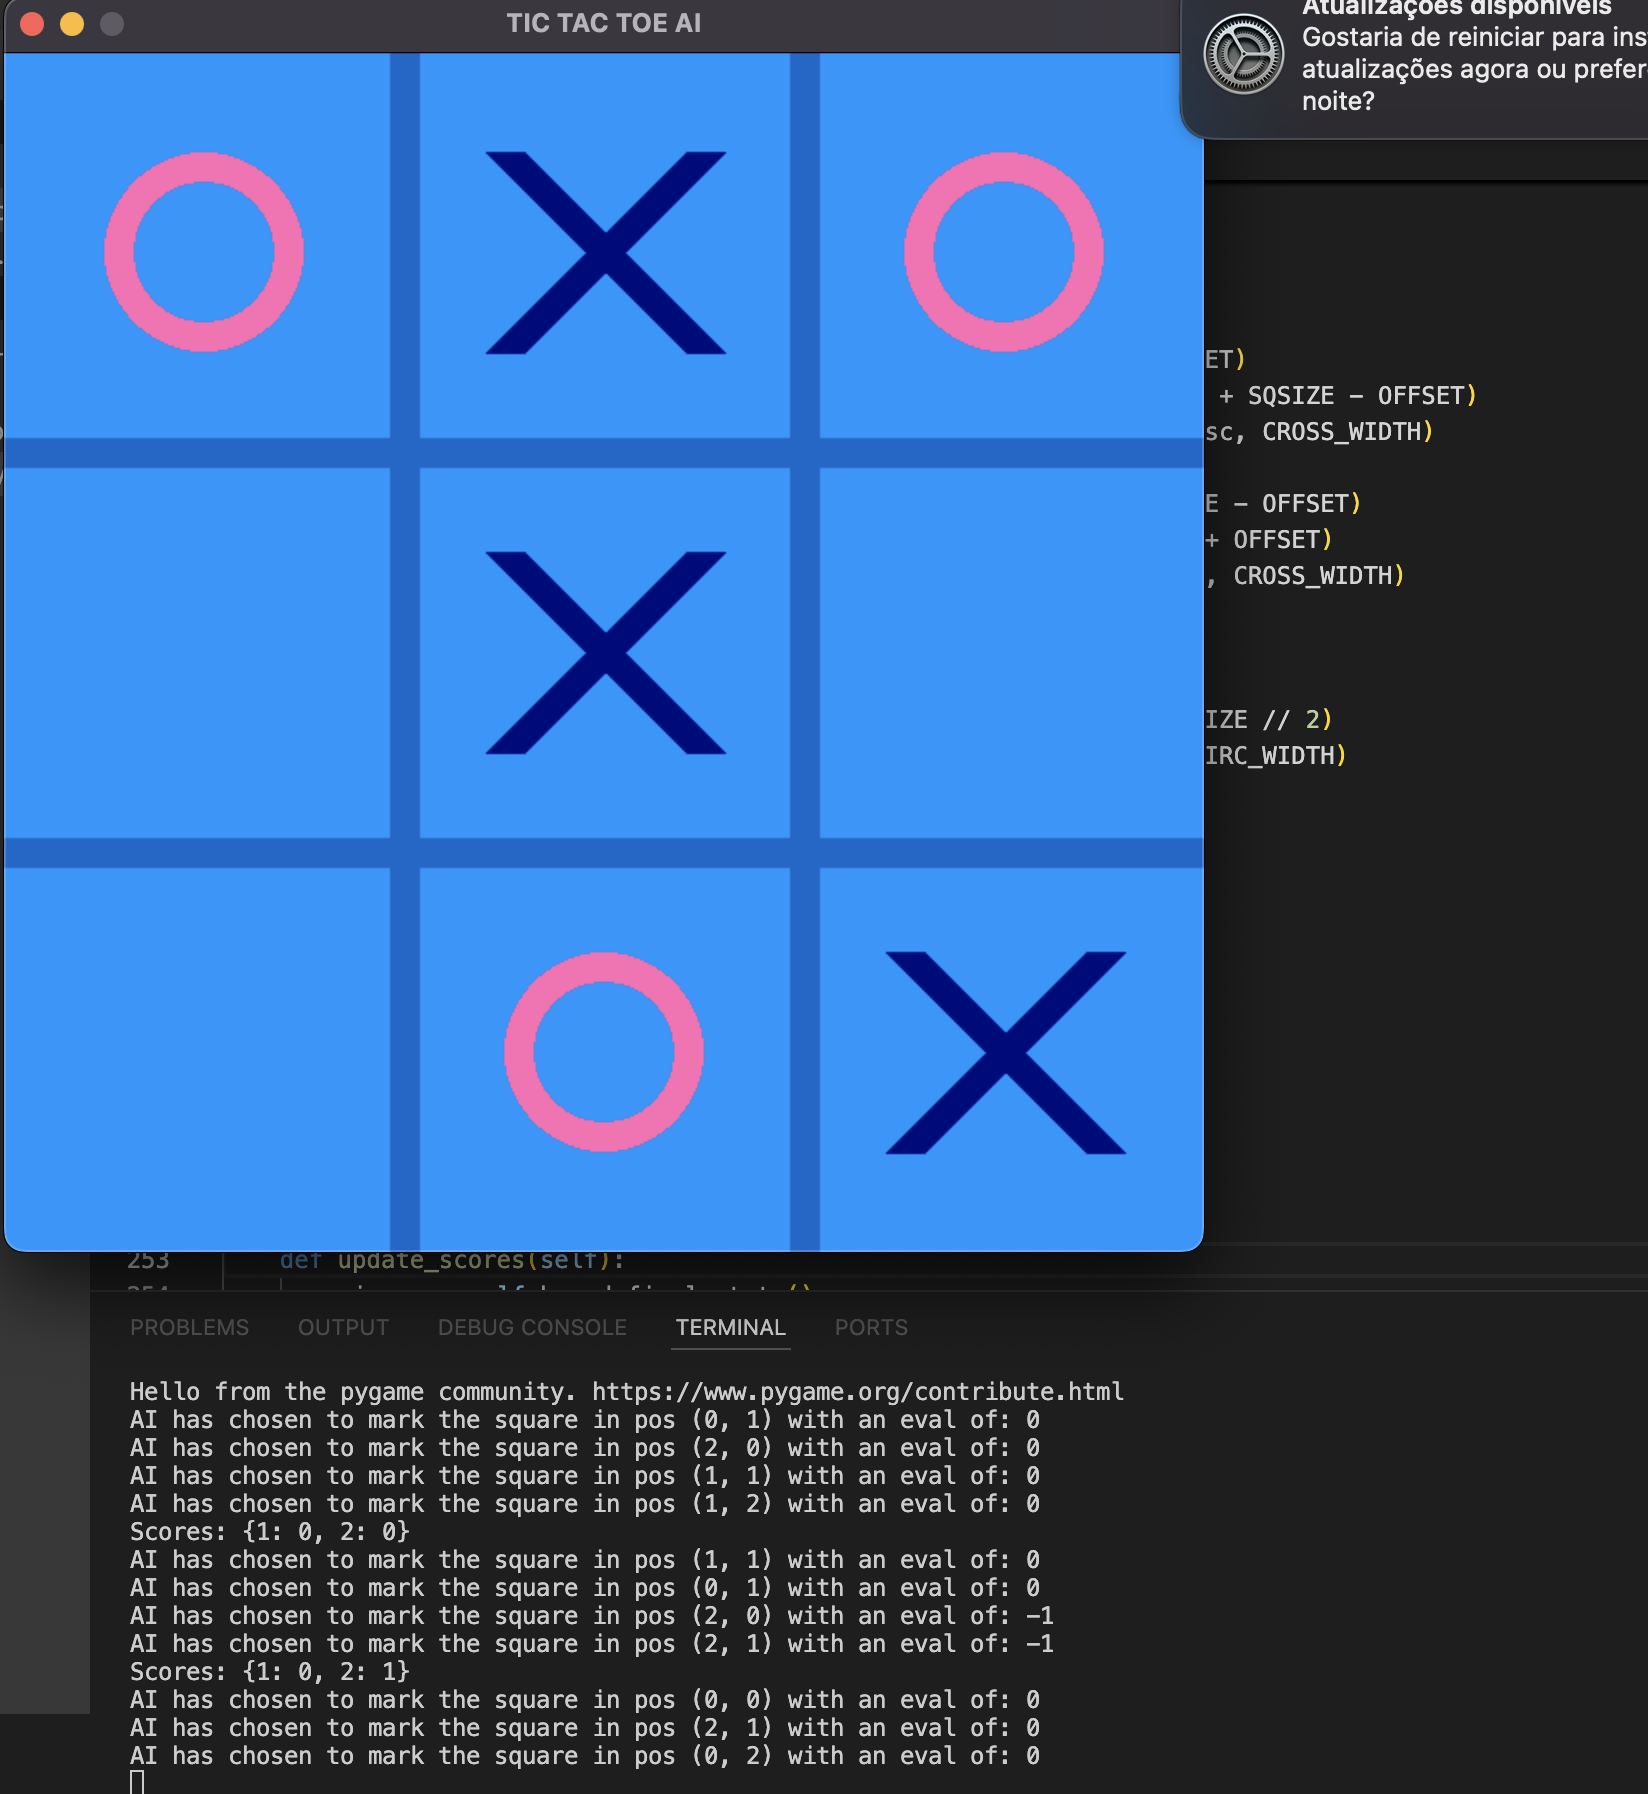 TIC TAC TOE AI
Atualizações disponíveis
Gostaria de reiniciar para
atualizações agora ou
noite?
ET)
+ SQSIZE - OFFSET)
sc, CROSS_WIDTH)
E - OFFSET)
+ OFFSET)
, CROSS_WIDTH)
IZE // 2)
IRC_WIDTH)
253 def update_scores(self):
PROBLEMS OUTPUT DEBUG CONSOLE TERMINAL PORTS
Hello from the pygame community. https://www.pygame.org/contribute.html
AI has chosen to mark the square in pos (0, 1) with an eval of: 0
AI has chosen to mark the square in pos (2, 0) with an eval of: 0
AI has chosen to mark the square in pos (1, 1) with an eval of: 0
AI has chosen to mark the square in pos (1, 2) with an eval of: 0
Scores: {1: 0, 2: 0}
AI has chosen to mark the square in pos (1, 1) with an eval of: 0
AI has chosen to mark the square in pos (0, 1) with an eval of: 0
AI has chosen to mark the square in pos (2, 0) with an eval of: -1
AI has chosen to mark the square in pos (2, 1) with an eval of: -1
Scores: {1: 0, 2: 1}
AI has chosen to mark the square in pos (0, 0) with an eval of: 0
AI has chosen to mark the square in pos (2, 1) with an eval of: 0
AI has chosen to mark the square in pos (0, 2) with an eval of: 0